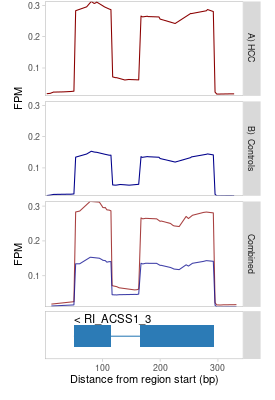 0.3
0.2
0.1
A) HCC
FPM
0.3
0.2
0.1
B) Controls
0.3
0.2
0.1
FPM
Combined
< RI_ACSS1_3
0
100
200
300
Distance from region start (bp)